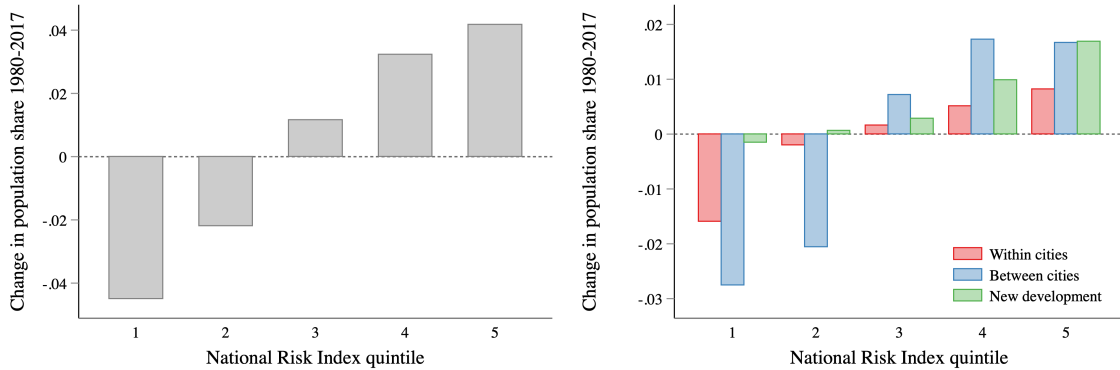 Change in population share 1980-2017
.04
.02
0
-.02
-.04
1 2 3 4 5
National Risk Index quintile
Change in population share 1980-2017
.02
.01
0
-.01
-.02
-.03
Within cities
Between cities
New development
1 2 3 4 5
National Risk Index quintile